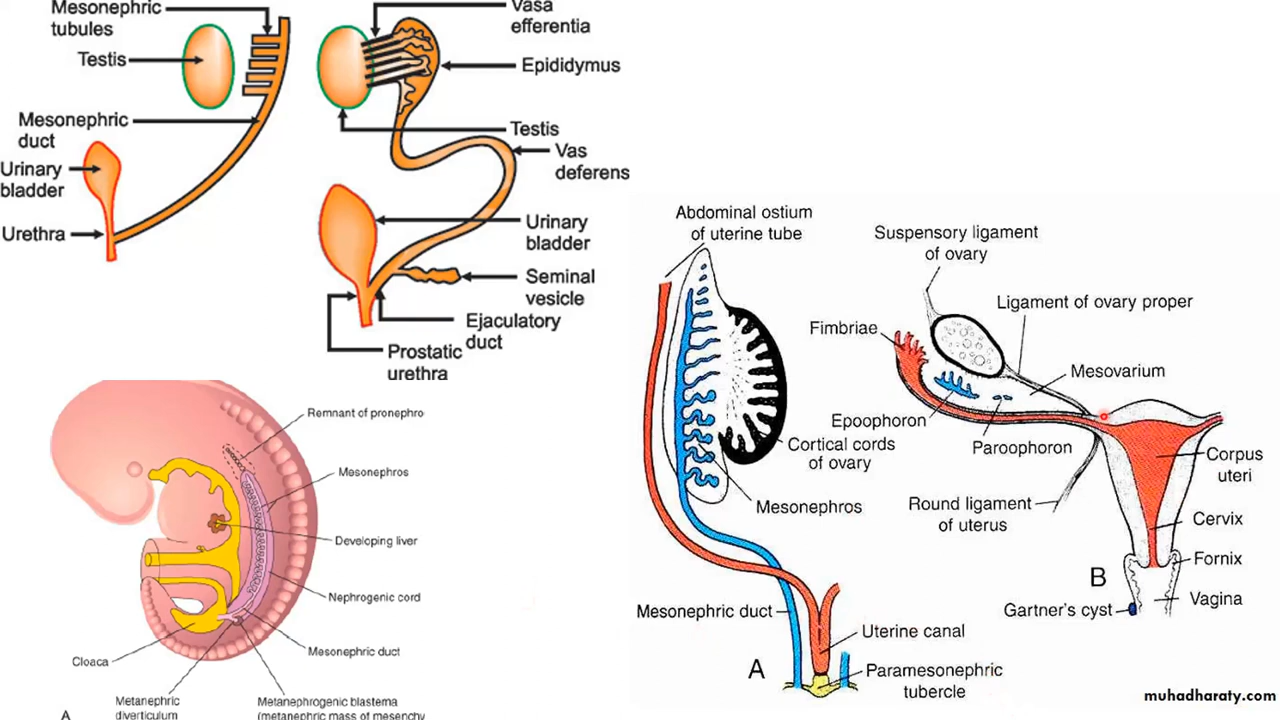 Mesonephric
tubules
Testis
Mesonephric
duct
Urinary
bladder
Urethra
Vasa
efferentia
Epididymus
Testis
Vas
deferens
Urinary
bladder
Seminal
vesicle
Ejaculatory
duct
Prostatic
urethra
Remnant of pronephro
Mesonephros
Developing liver
Nephrogenic cord
Mesonephric duct
Cloaca
Metanephric
diverticulum
Metanephrogenic blastema
(metanephric mass of mesenchy
A
Abdominal ostium
of uterine tube
Cortical cords
of ovary
Mesonephros
Mesonephric duct
Uterine canal
A
Paramesonephric
tubercle
Suspensory ligament
of ovary
Ligament of ovary proper
Fimbriae
Mesovarium
Epoophoron
Paroophoron
Corpus
uteri
Round ligament
of uterus
Cervix
Fornix
B
Vagina
Gartner's cyst
muhadharaty.com